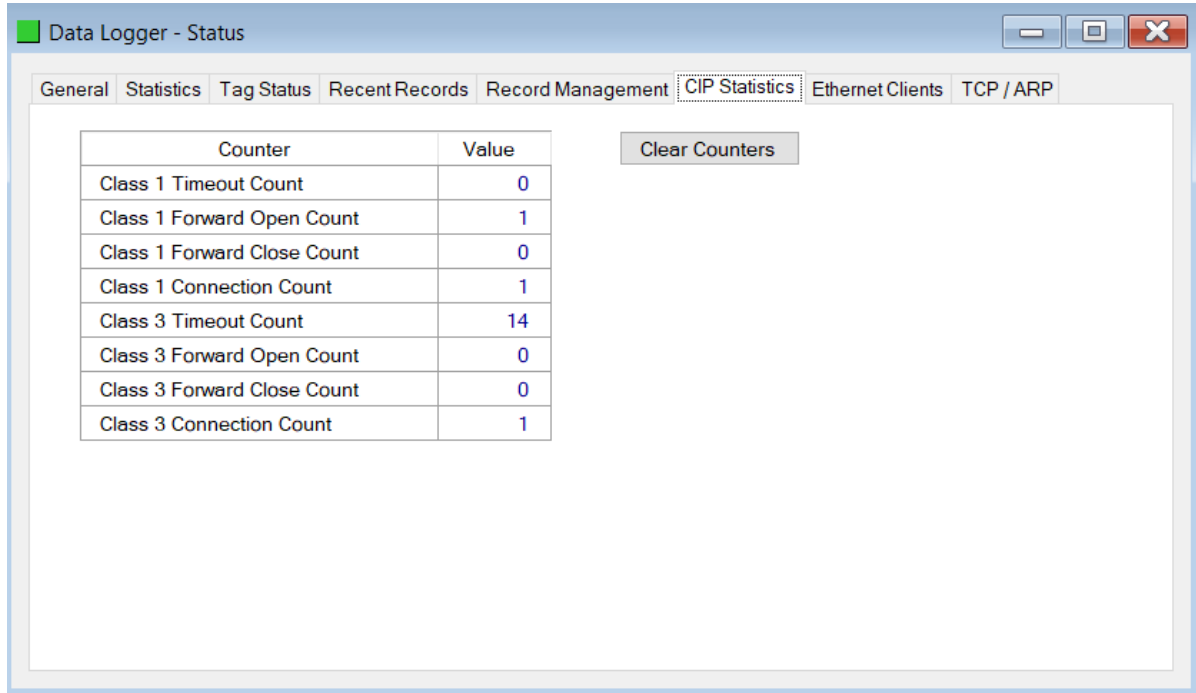 Data Logger - Status
General Statistics Tag Status Recent Records Record Management CIP Statistics Ethernet Clients TCP / ARP
Counter Value Clear Counters
Class 1 Timeout Count 0
Class 1 Forward Open Count 1
Class 1 Forward Close Count 0
Class 1 Connection Count 1
Class 3 Timeout Count 14
Class 3 Forward Open Count 0
Class 3 Forward Close Count 0
Class 3 Connection Count 1